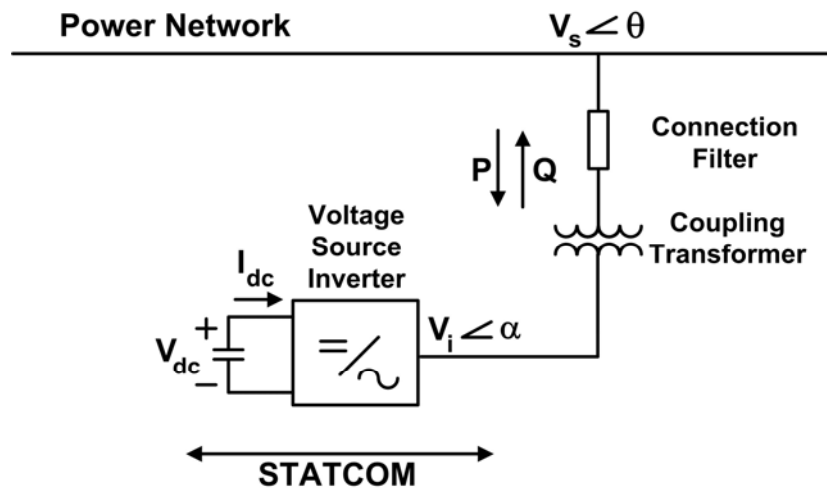 Power Network
Vs∠θ
Connection
Filter
P
Q
Coupling
Transformer
Voltage
Source
Inverter
Idc
Vi∠α
+
Vdc
−
=/~
STATCOM